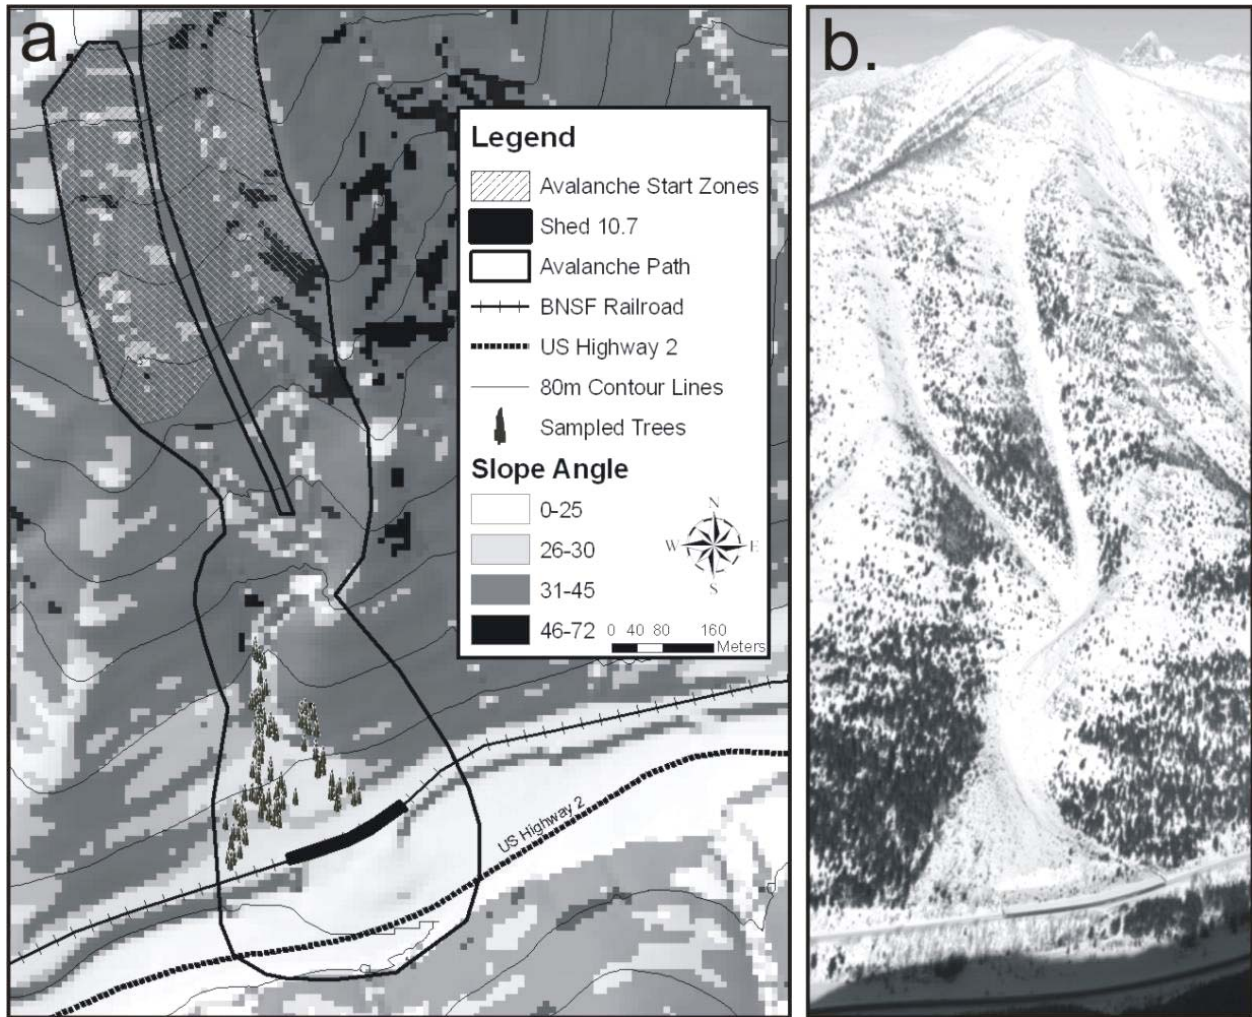 a
b.
Legend
Avalanche Start Zones
Shed 10.7
Avalanche Path
BNSF Railroad
US Highway 2
80m Contour Lines
Sampled Trees
Slope Angle
0-25
26-30
31-45
46-72
N
W E
S
0 40 80 160
Meters
US Highway 2